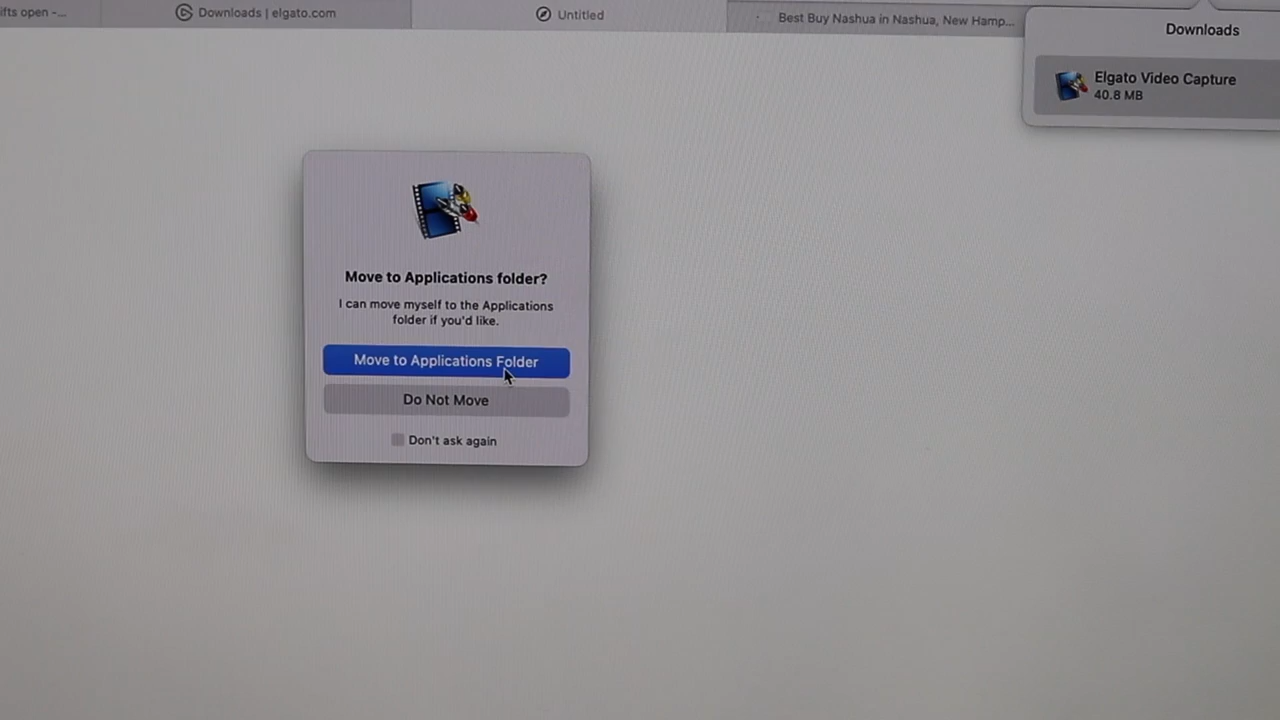 ifts open -...
Downloads | elgato.com
Untitled
Best Buy Nashua in Nashua, New Hamp...
Downloads
Elgato Video Capture
40.8 MB
Move to Applications folder?
I can move myself to the Applications
folder if you'd like.
Move to Applications Folder
Do Not Move
Don't ask again